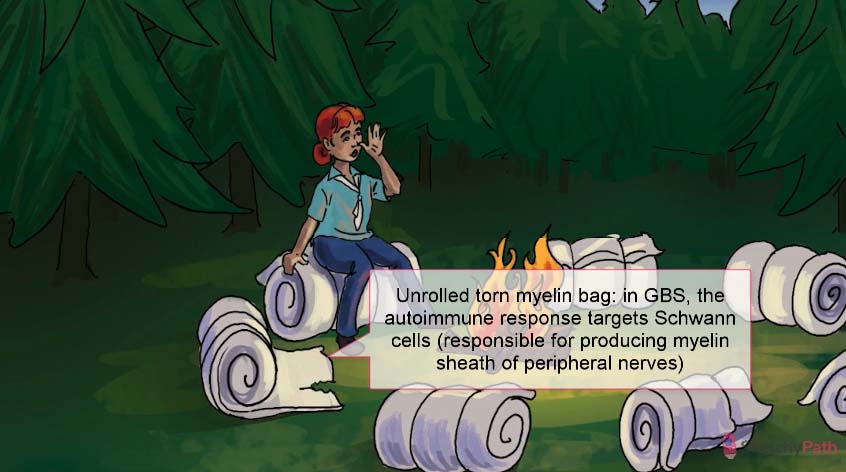 Unrolled torn myelin bag: in GBS, the
autoimmune response targets Schwann
cells (responsible for producing myelin
sheath of peripheral nerves)
SketchyPath